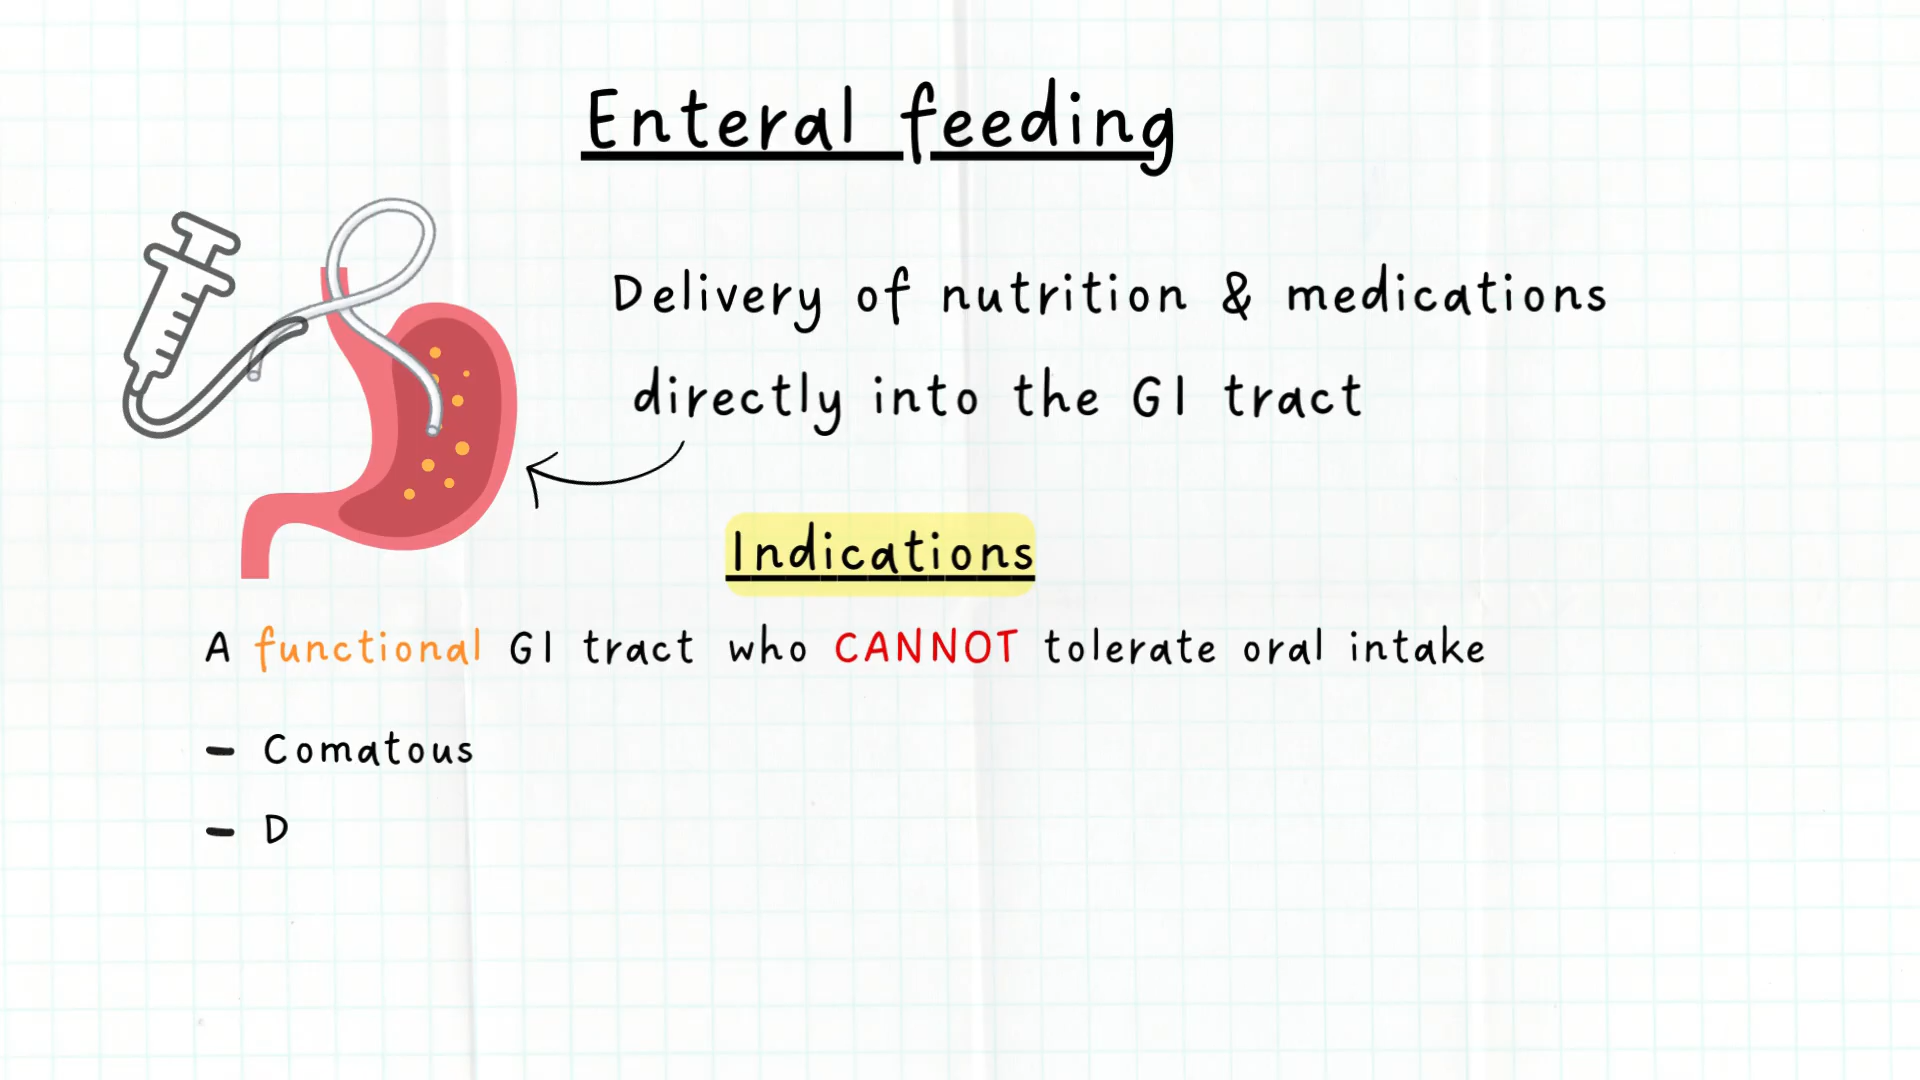 Enteral feeding
Delivery of nutrition & medications
directly into the GI tract
Indications
A functional GI tract who CANNOT tolerate oral intake
- Comatous
- D